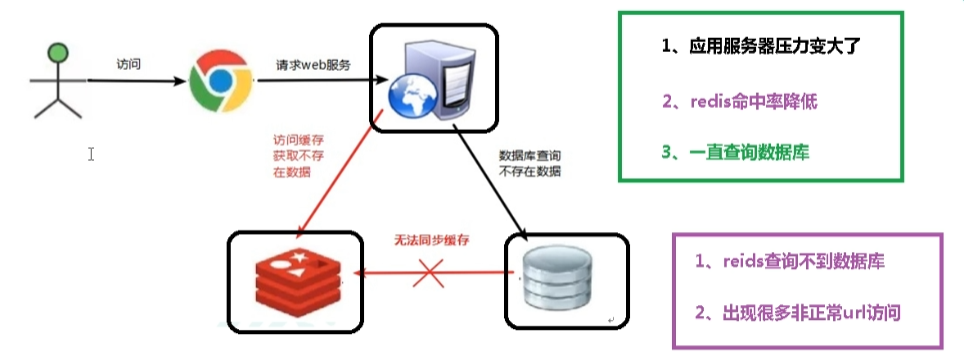 访问
请求web服务
访问缓存
获取不存
在数据
数据库查询
不存在数据
无法同步缓存
1、应用服务器压力变大了
2、redis命中率降低
3、一直查询数据库
1、reids查询不到数据库
2、出现很多非正常url访问